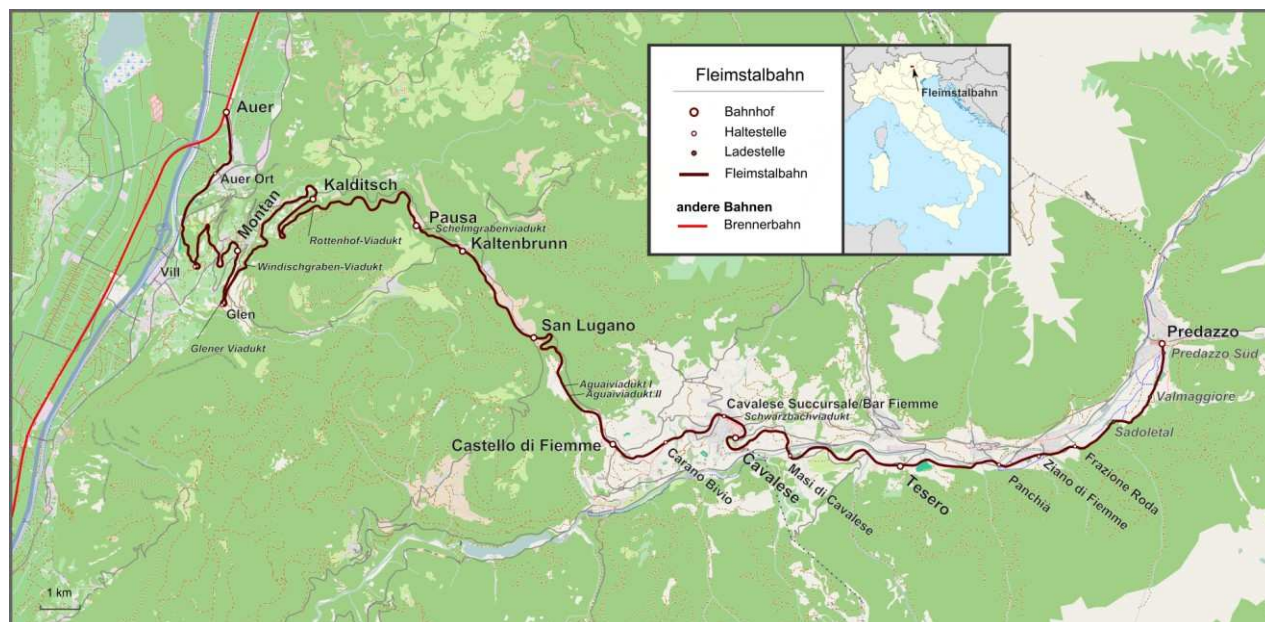 Fleimstalbahn
Bahnhof
Haltestelle
Ladestelle
Fleimstalbahn
andere Bahnen
Brennerbahn
Fleimstalbahn
Auer
Auer Ort
Montan
Kalditsch
Pausa
Schelmgrabenviadukt
Rottenhof-Viadukt
Kaltenbrunn
Vill
Windischgraben-Viadukt
Glen
Glener Viadukt
San Lugano
Aguaiviadukt I
Aguaiviadukt II
Castello di Fiemme
Carano Bivio
Cavalese Succursale/Bar Fiemme
Schwarzbachviadukt
Cavalese
Masi di Cavalese
Tesero
Panchia
Ziano di Fiemme
Frazione Roda
Sadoletal
Valmaggiore
Predazzo Süd
Predazzo
1 km